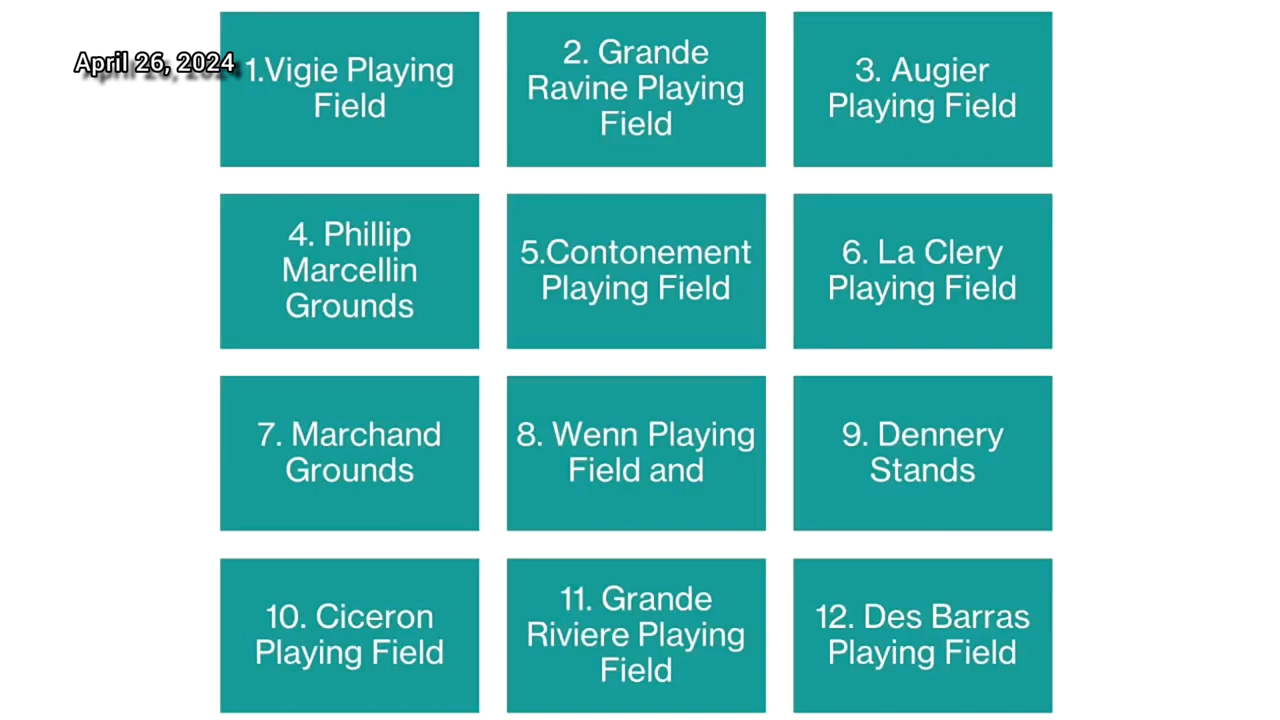 April 26, 2024
1.Vigie Playing
Field
2. Grande
Ravine Playing
Field
3. Augier
Playing Field
4. Phillip
Marcellin
Grounds
5.Contonement
Playing Field
6. La Clery
Playing Field
7. Marchand
Grounds
8. Wenn Playing
Field and
9. Dennery
Stands
10. Ciceron
Playing Field
11. Grande
Riviere Playing
Field
12. Des Barras
Playing Field